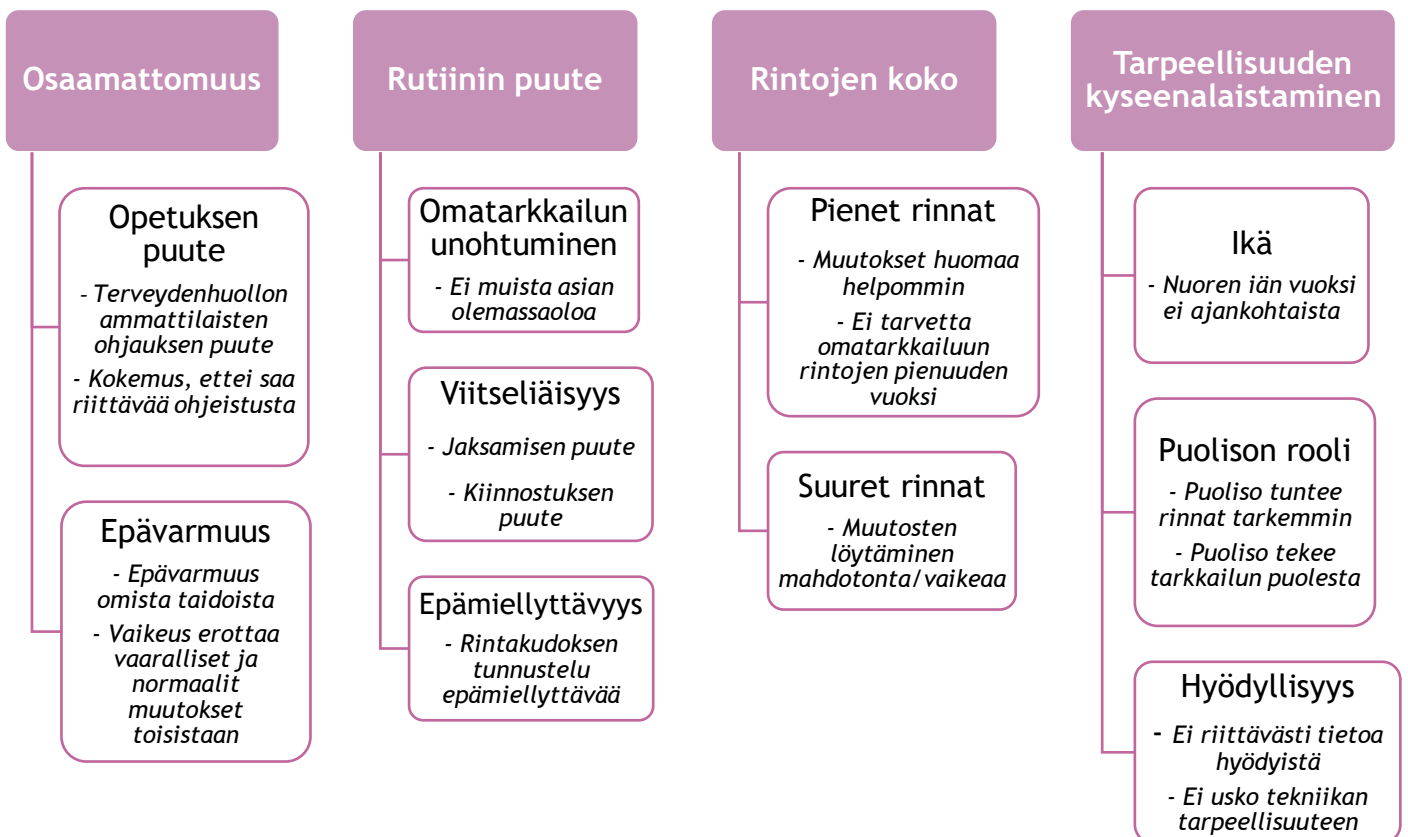 Osaamattomuus
Opetuksen
puute
- Terveydenhuollon
ammattilaisten
ohjauksen puute
- Kokemus, ettei saa
riittävää ohjeistusta
Epävarmuus
- Epävarmuus
omista taidoista
- Vaikeus erottaa
vaaralliset ja
normaalit
muutokset
toisistaan
Rutiinin puute
Omatarkkailun
unohtuminen
- Ei muista asian
olemassaoloa
Viitseliäisyys
- Jaksamisen puute
- Kiinnostuksen
puute
Epämiellyttävyys
- Rintakudoksen
tunnustelu
epämiellyttävää
Rintojen koko
Pienet rinnat
- Muutokset huomaa
helpommin
- Ei tarvetta
omatarkkailuun
rintojen pienuuden
vuoksi
Suuret rinnat
- Muutosten
löytäminen
mahdotonta/vaikeaa
Tarpeellisuuden
kyseenalaistaminen
Ikä
- Nuoren iän vuoksi
ei ajankohtaista
Puolison rooli
- Puoliso tuntee
rinnat tarkemmin
- Puoliso tekee
tarkkailun puolesta
Hyödyllisyys
- Ei riittävästi tietoa
hyödyistä
- Ei usko tekniikan
tarpeellisuuteen